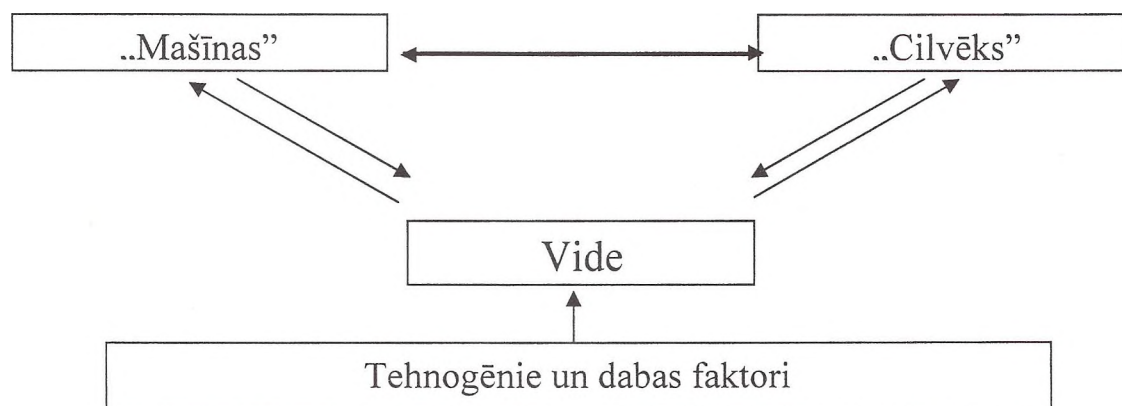 „Mašīnas”
„Cilvēks”
Vide
Tehnogēnie un dabas faktori